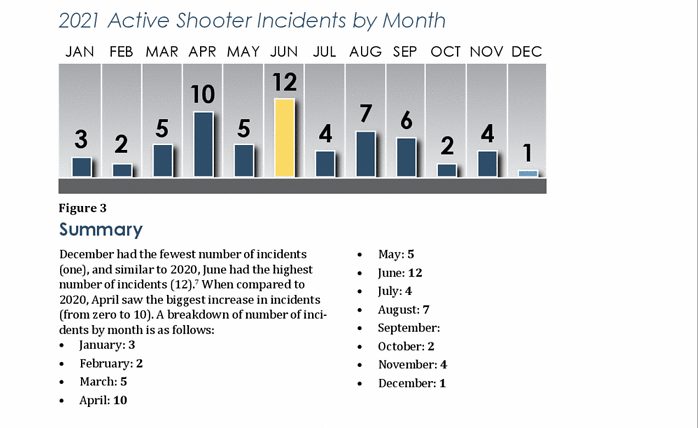 2021 Active Shooter Incidents by Month
JAN FEB MAR APR MAY JUN JUL AUG SEP OCT NOV DEC
3 2 5 10 5 12 4 7 6 2 4 1
Figure 3
Summary
December had the fewest number of incidents
(one), and similar to 2020, June had the highest
number of incidents (12).⁷ When compared to
2020, April saw the biggest increase in incidents
(from zero to 10). A breakdown of number of inci-
dents by month is as follows:
• January: 3
• February: 2
• March: 5
• April: 10
• May: 5
• June: 12
• July: 4
• August: 7
• September:
• October: 2
• November: 4
• December: 1